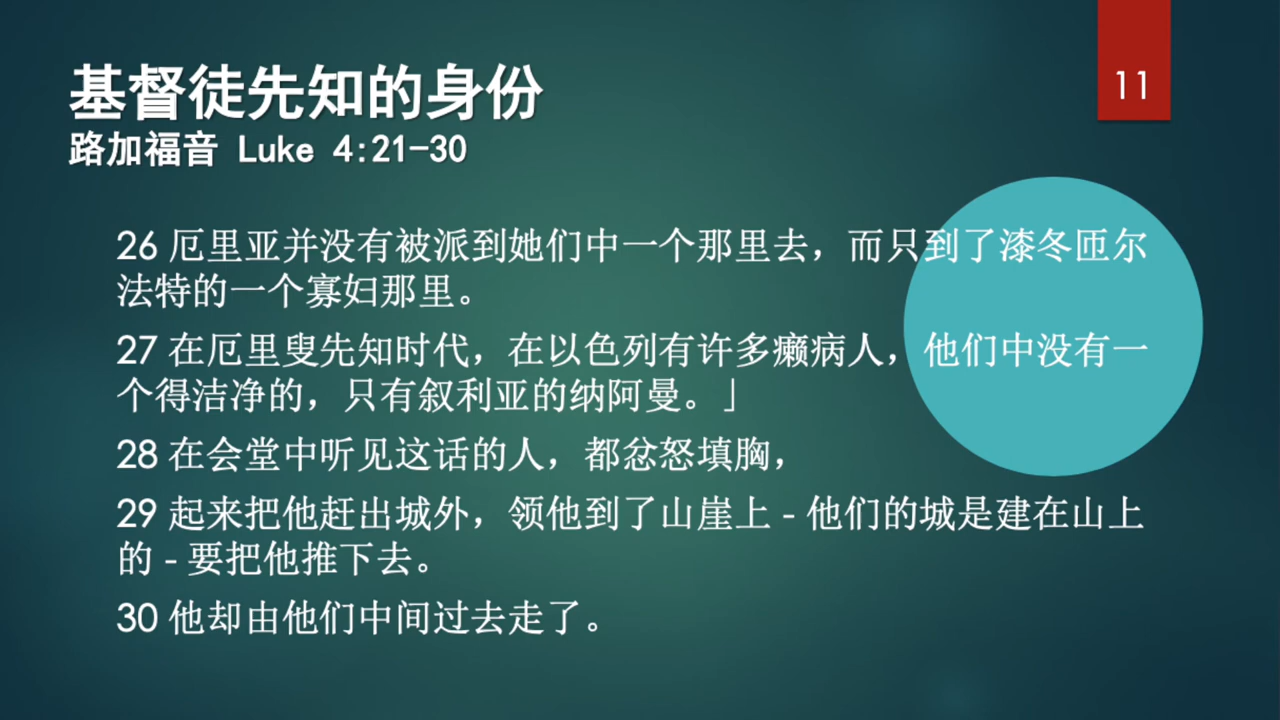 基督徒先知的身份
11
路加福音 Luke 4:21-30
26 厄里亚并没有被派到她们中一个那里去，而只到了漆冬匝尔
法特的一个寡妇那里。
27 在厄里叟先知时代，在以色列有许多癞病人，他们中没有一
个得洁净的，只有叙利亚的纳阿曼。」
28 在会堂中听见这话的人，都忿怒填胸，
29 起来把他赶出城外，领他到了山崖上 - 他们的城是建在山上
的 - 要把他推下去。
30 他却由他们中间过去走了。